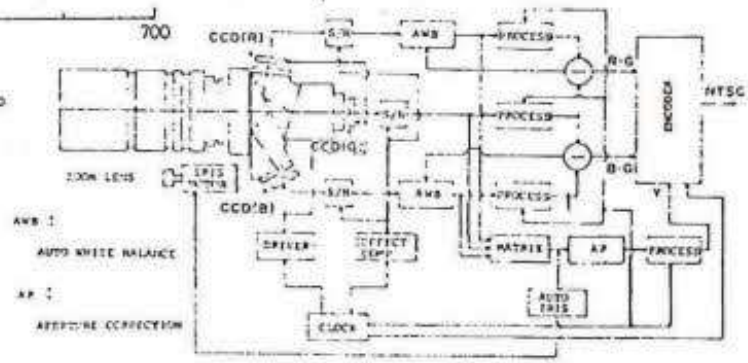 700
CCD(R)
S/H
AWB
PROCESS
R-G
NTSC
ENCODER
S/H
PROCESS
CCD(G)
ZOOM LENS
IRIS
CCD(B)
S/H
AWB
PROCESS
B-G
Y
AWB :
AUTO WHITE BALANCE
DRIVER
MATRIX
AP
PROCESS
AP :
APERTURE CORRECTION
CLOCK
AUTO
IRIS